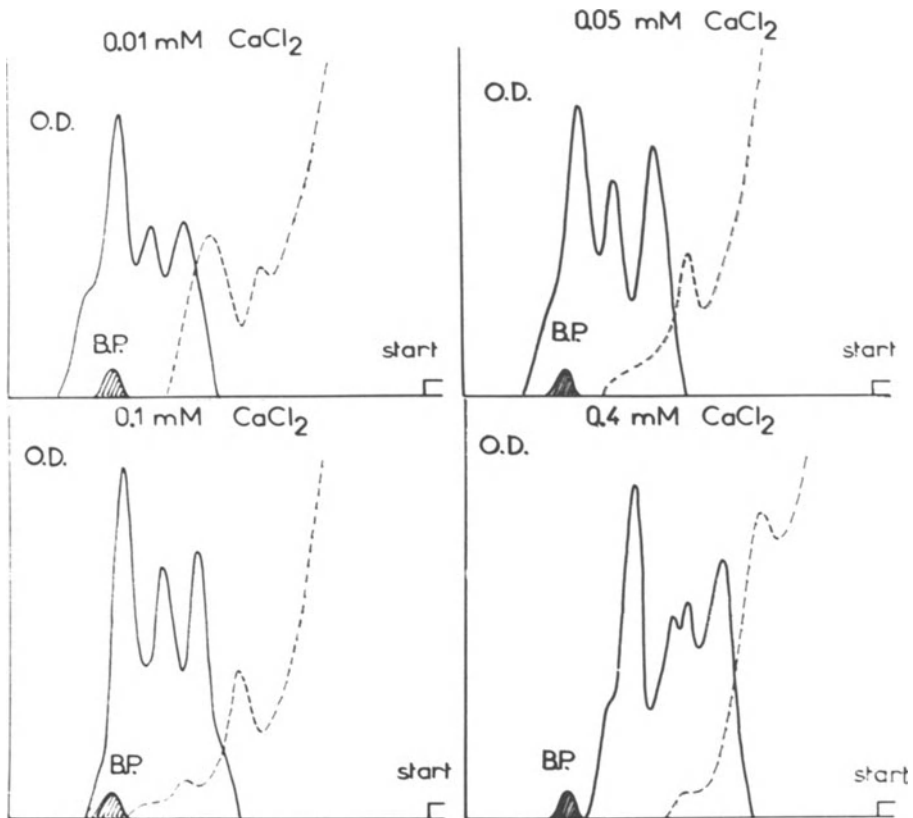 0.01 mM CaCl2
O.D.
B.P.
start
0.05 mM CaCl2
O.D.
B.P.
start
0.1 mM CaCl2
O.D.
B.P.
start
0.4 mM CaCl2
O.D.
B.P.
start